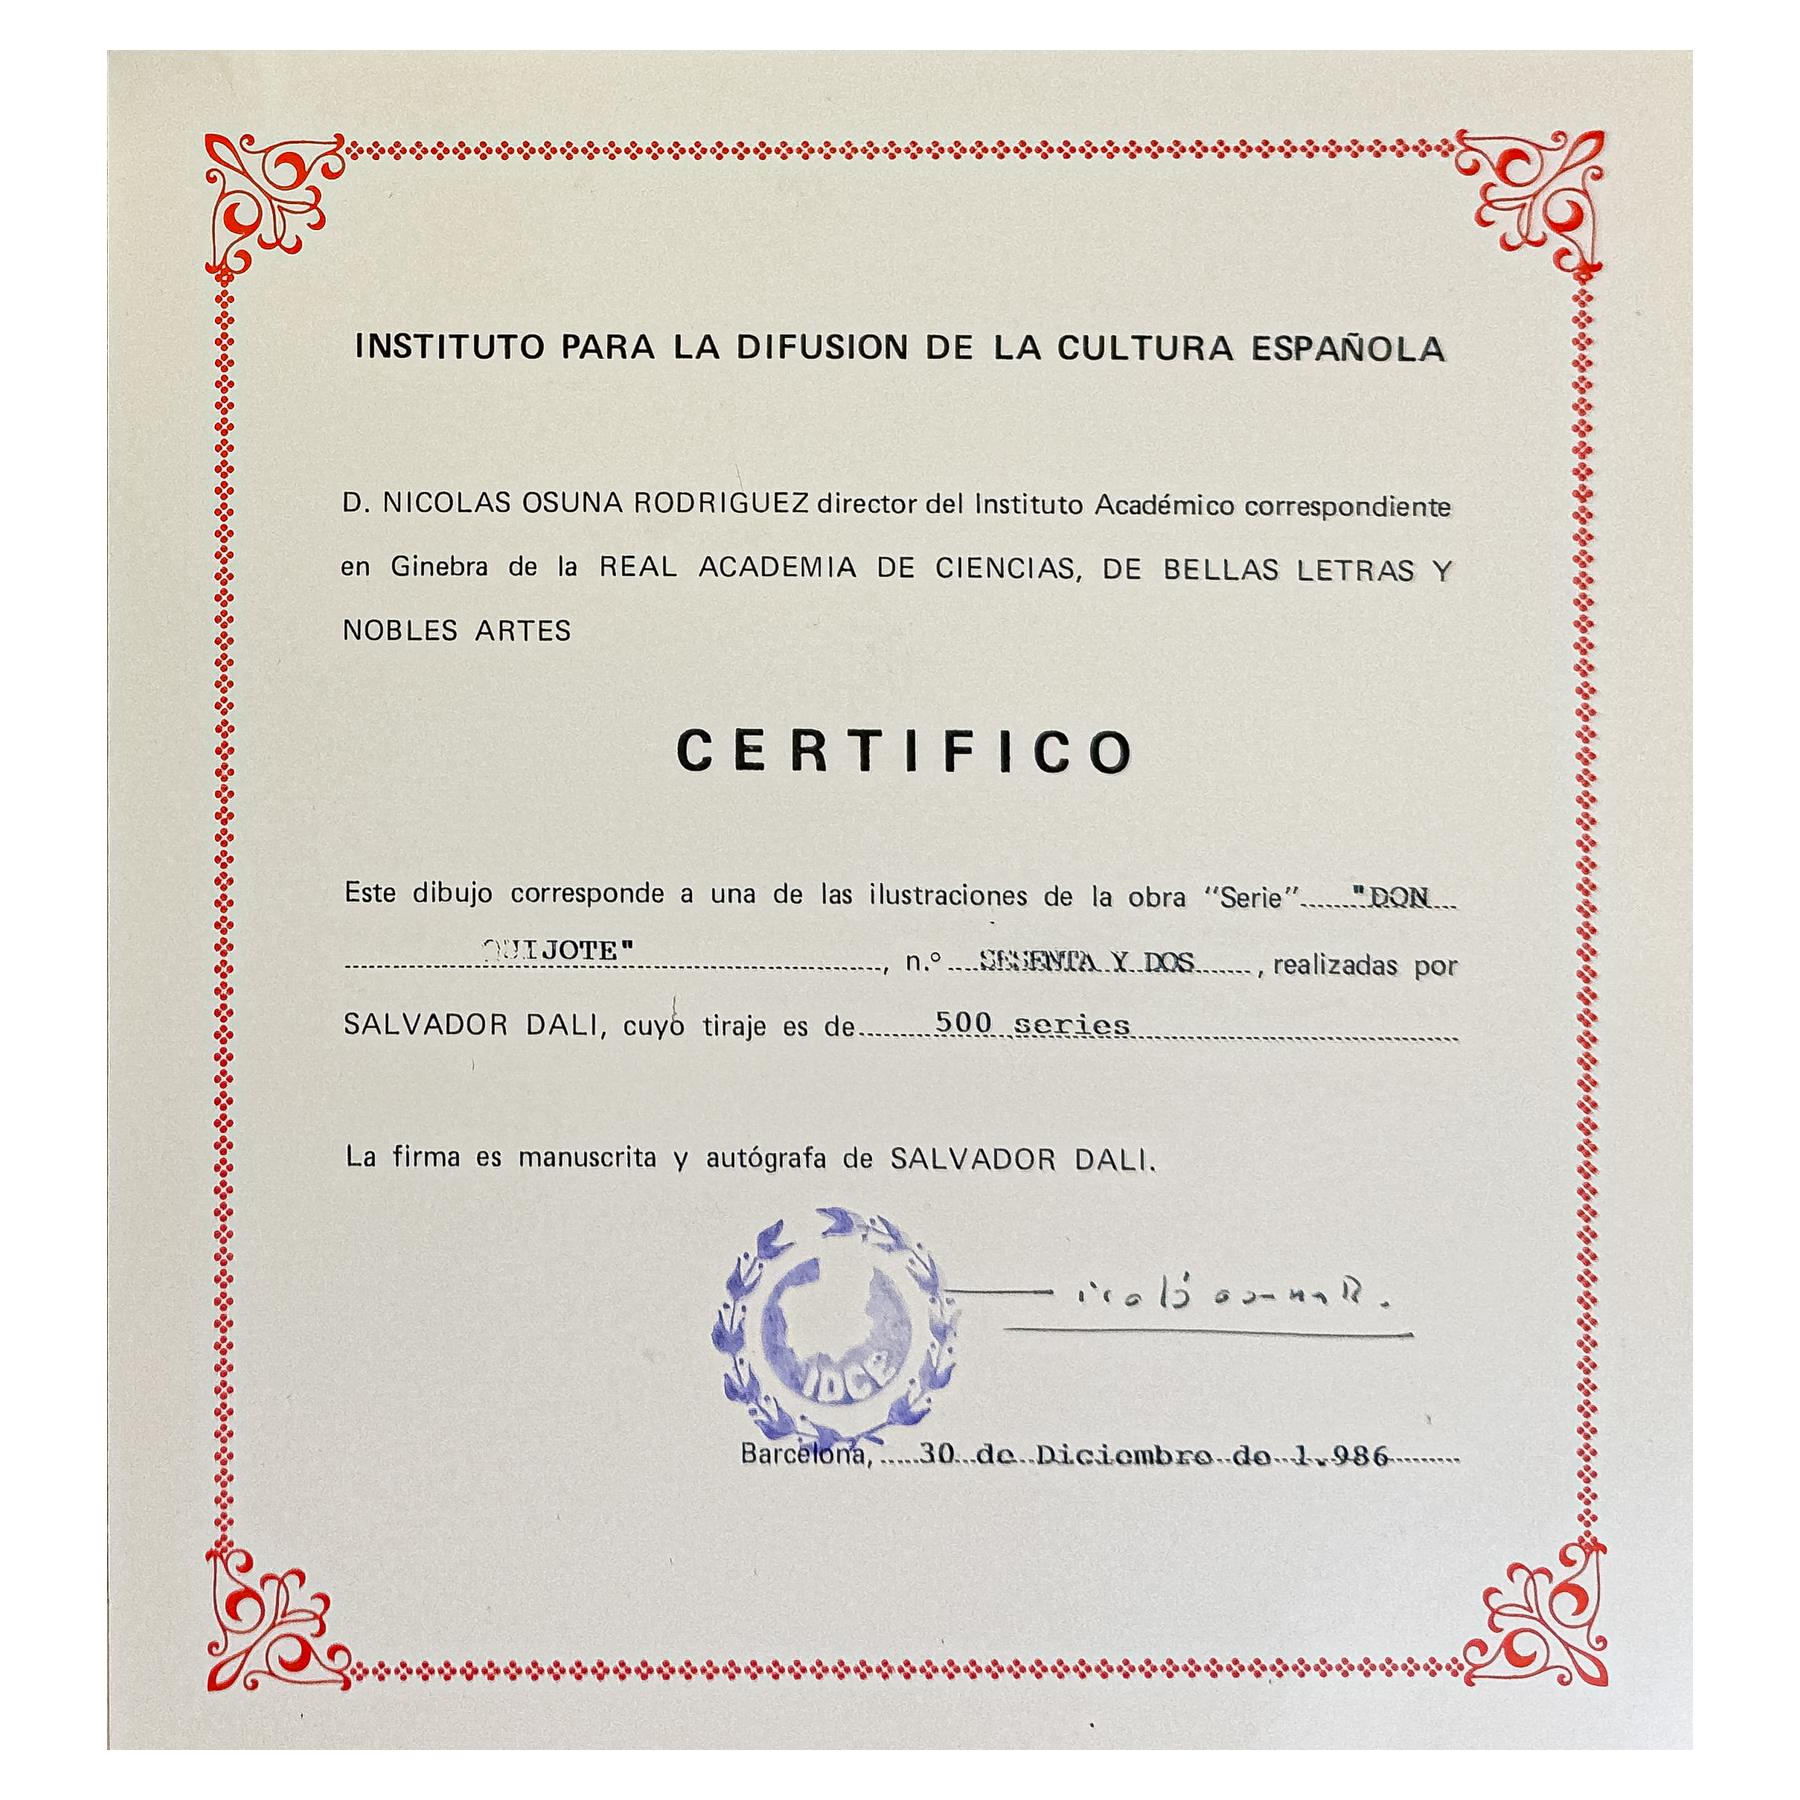 INSTITUTO PARA LA DIFUSION DE LA CULTURA ESPAÑOLA
D. NICOLAS OSUNA RODRIGUEZ director del Instituto Académico correspondiente
en Ginebra de la REAL ACADEMIA DE CIENCIAS, DE BELLAS LETRAS Y
NOBLES ARTES
CERTIFICO
Este dibujo corresponde a una de las ilustraciones de la obra “Serie” "DON
QUIJOTE", n.º SESENTA Y DOS, realizadas por
SALVADOR DALI, cuyo tiraje es de 500 series
La firma es manuscrita y autógrafa de SALVADOR DALI.
Barcelona, 30 de Diciembre de 1.986